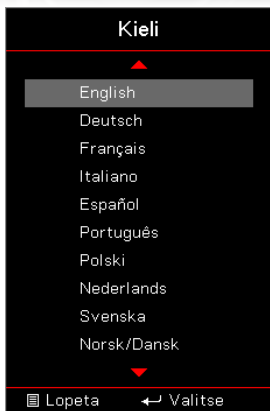 Kieli
English
Deutsch
Français
Italiano
Español
Português
Polski
Nederlands
Svenska
Norsk/Dansk
Lopeta Valitse